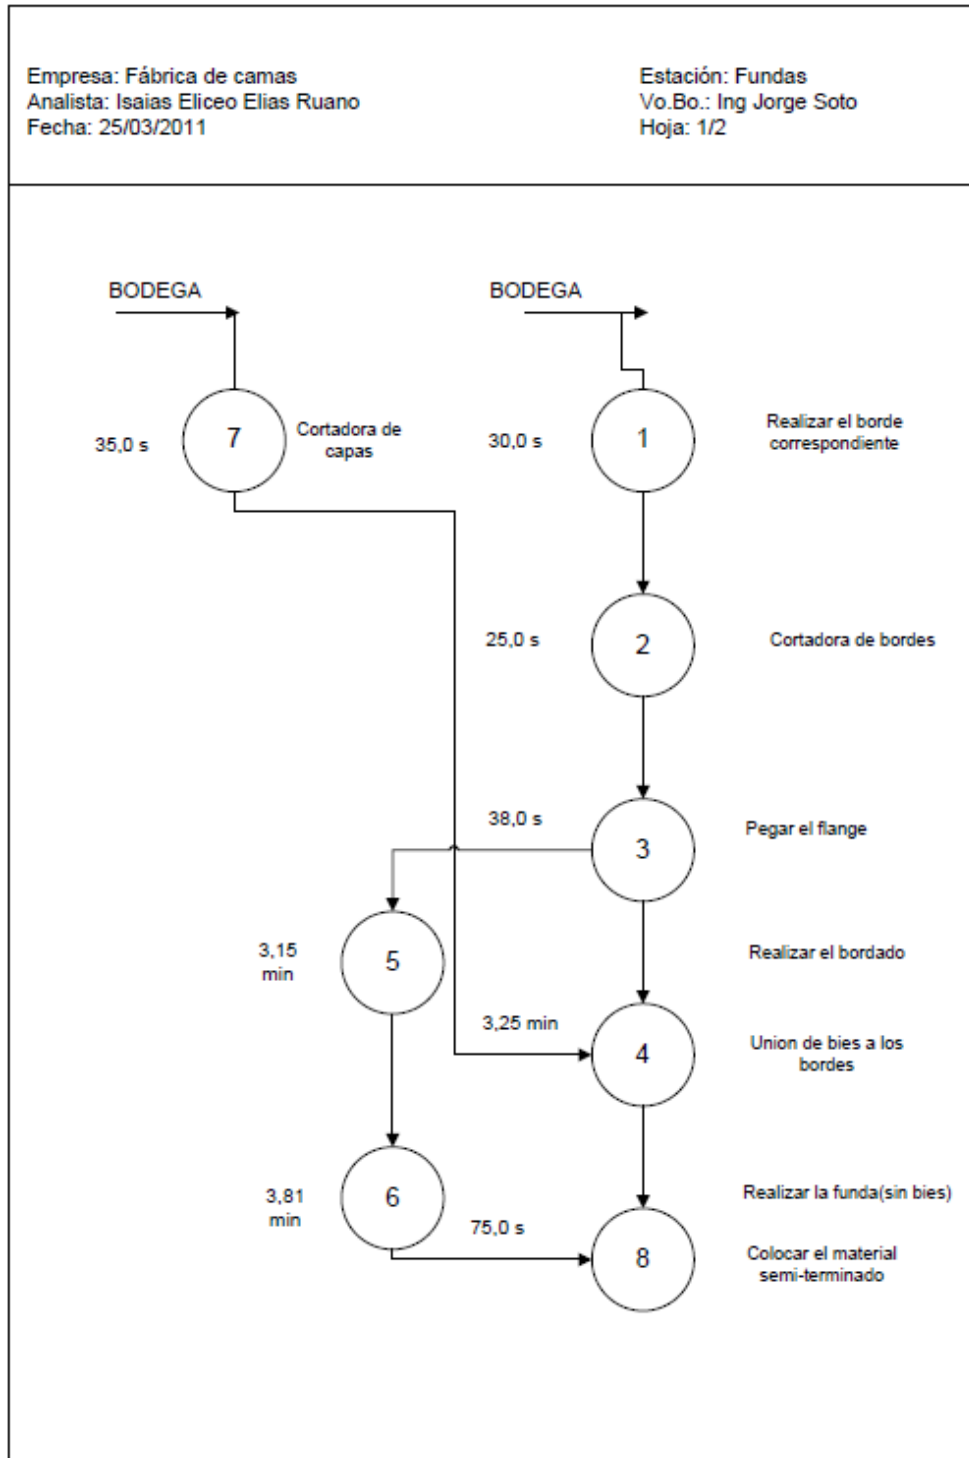 Empresa: Fábrica de camas
Analista: Isaias Eliceo Elias Ruano
Fecha: 25/03/2011
Estación: Fundas
Vo.Bo.: Ing Jorge Soto
Hoja: 1/2
BODEGA
BODEGA
35,0 s
7
Cortadora de
capas
30,0 s
1
Realizar el borde
correspondiente
25,0 s
2
Cortadora de bordes
38,0 s
3
Pegar el flange
3,15
min
5
Realizar el bordado
3,25 min
4
Union de bies a los
bordes
3,81
min
6
Realizar la funda(sin bies)
75,0 s
8
Colocar el material
semi-terminado